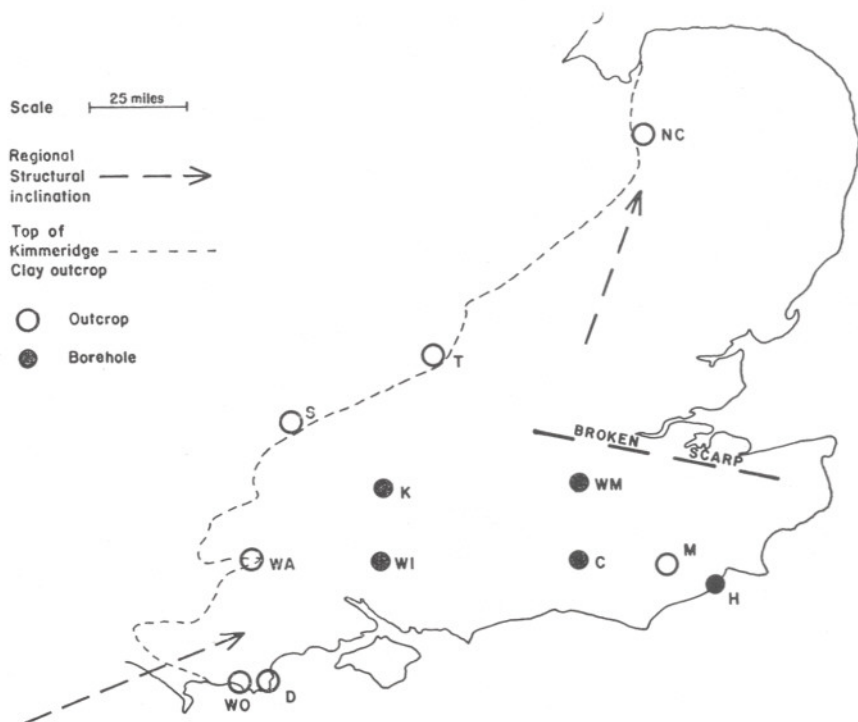 Scale 25 miles
Regional
Structural
inclination
Top of
Kimmeridge
Clay outcrop
Outcrop
Borehole
NC
T
S
BROKEN SCARP
K
WM
WA
WI
C
M
H
WO
D